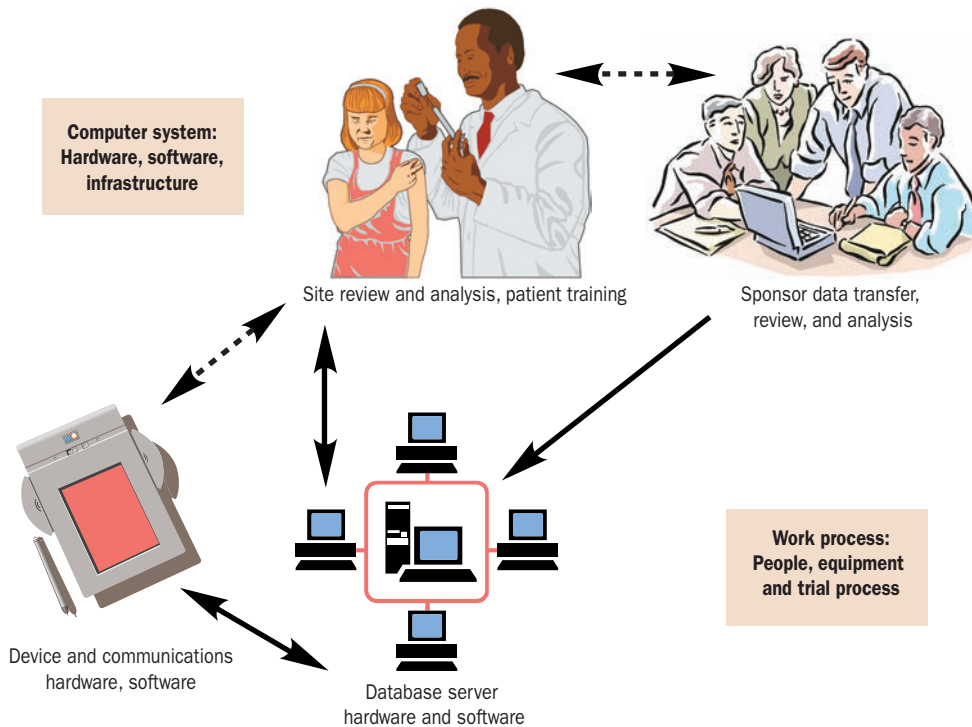 Computer system:
Hardware, software,
infrastructure
Site review and analysis, patient training
Sponsor data transfer,
review, and analysis
Work process:
People, equipment
and trial process
Device and communications
hardware, software
Database server
hardware and software